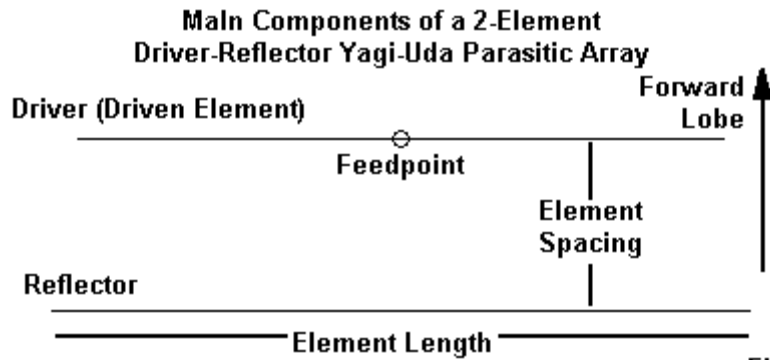 MaIn Components of a 2-Element
Driver-Reflector Yagi-Uda Parasitic Array
Forward
Lobe
Driver (Driven Element)
Feedpoint
Element
Spacing
Reflector
Element Length